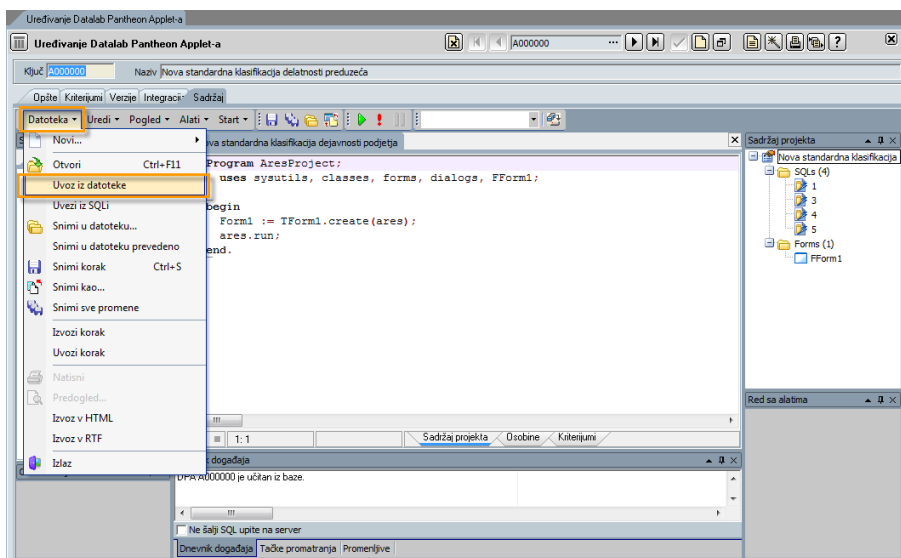 Uređivanje Datalab Pantheon Applet-a
Uređivanje Datalab Pantheon Applet-a
A000000
Ključ A000000 Naziv Nova standardna klasifikacija delatnosti preduzeća
Opšte Kriterijumi Verzije Sadržaj
Datoteka Uredi Pogled Alati Start
Novi...
Otvori Ctrl+F11
Uvoz iz datoteke
Uvezi iz SQLi
Snimi u datoteku...
Snimi u datoteku prevedeno
Snimi korak Ctrl+S
Snimi kao...
Snimi sve promene
Izvozi korak
Uvozi korak
Natisni
Predogled...
Izvoz v HTML
Izvoz v RTF
Izlaz
standardna klasifikacija dejavnosti podjetja
Program AresProject;
uses sysutils, classes, forms, dialogs, FForm1;
begin
Form1 := TForm1.create(ares);
ares.run;
end.
1:1
Sadržaj projekta Osobine Kriterijumi
događaja
DPA A000000 je učitan iz baze.
Ne šalji SQL upite na server
Dnevnik događaja Tačke promatranja Promenljive
Sadržaj projekta
Nova standardna klasifikacija
SQLs (4)
1
3
4
5
Forms (1)
FForm1
Red sa alatima